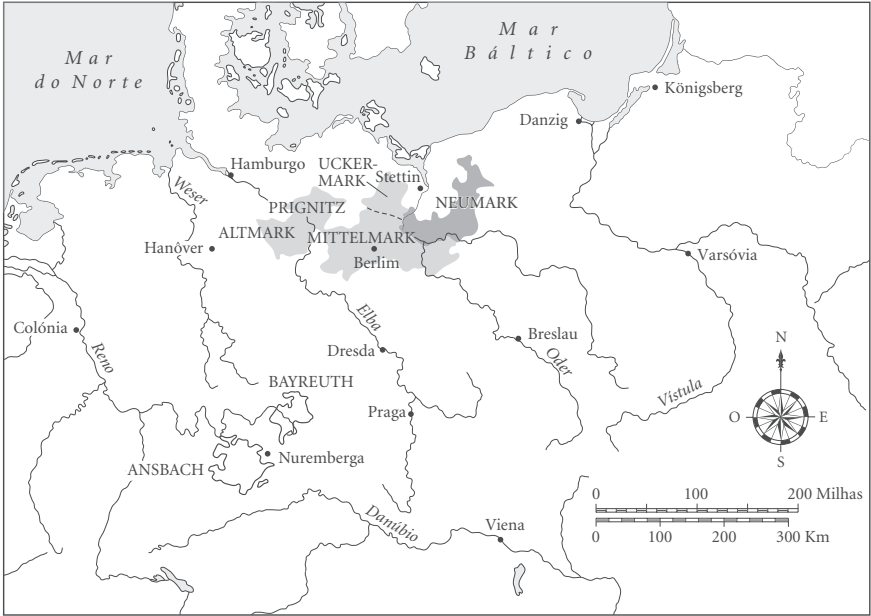 Mar
do Norte
Mar
Báltico
Königsberg
Danzig
Hamburgo
UCKER-
MARK
Stettin
Weser
PRIGNITZ
NEUMARK
ALTMARK
MITTELMARK
Hanôver
Berlim
Varsóvia
Colónia
Reno
Elba
Dresda
Breslau
Oder
N
BAYREUTH
Praga
Vístula
O
E
S
ANSBACH
Nuremberga
Danúbio
Viena
0 100 200 Milhas
0 100 200 300 Km